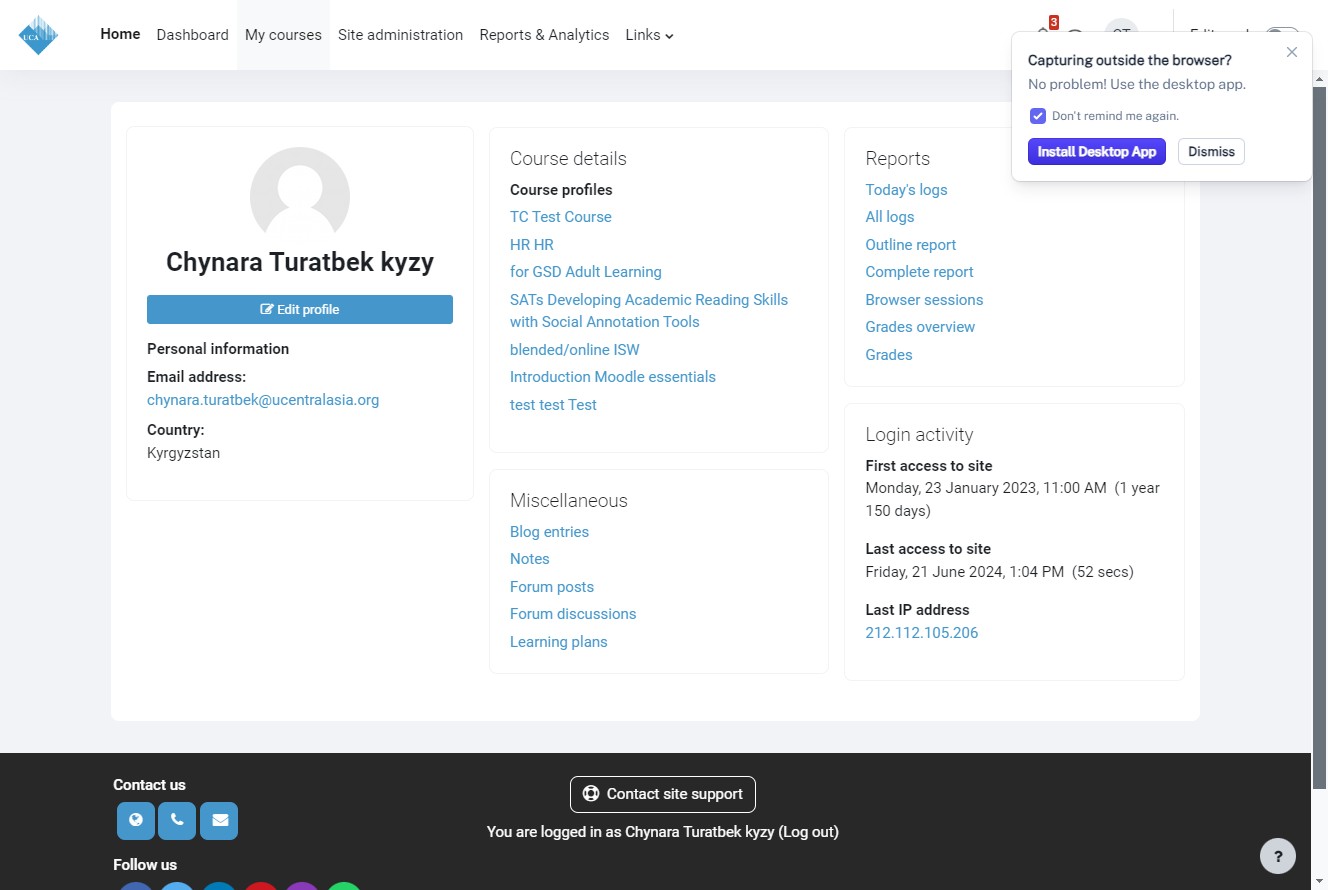 UCA
Home
Dashboard
My courses
Site administration
Reports & Analytics
Links
3
Capturing outside the browser?
No problem! Use the desktop app.
Don't remind me again.
Install Desktop App
Dismiss
Chynara Turatbek kyzy
Edit profile
Personal information
Email address:
chynara.turatbek@ucentralasia.org
Country:
Kyrgyzstan
Course details
Course profiles
TC Test Course
HR HR
for GSD Adult Learning
SATs Developing Academic Reading Skills
with Social Annotation Tools
blended/online ISW
Introduction Moodle essentials
test test Test
Miscellaneous
Blog entries
Notes
Forum posts
Forum discussions
Learning plans
Reports
Today's logs
All logs
Outline report
Complete report
Browser sessions
Grades overview
Grades
Login activity
First access to site
Monday, 23 January 2023, 11:00 AM (1 year
150 days)
Last access to site
Friday, 21 June 2024, 1:04 PM (52 secs)
Last IP address
212.112.105.206
Contact us
Contact site support
You are logged in as Chynara Turatbek kyzy (Log out)
Follow us
?